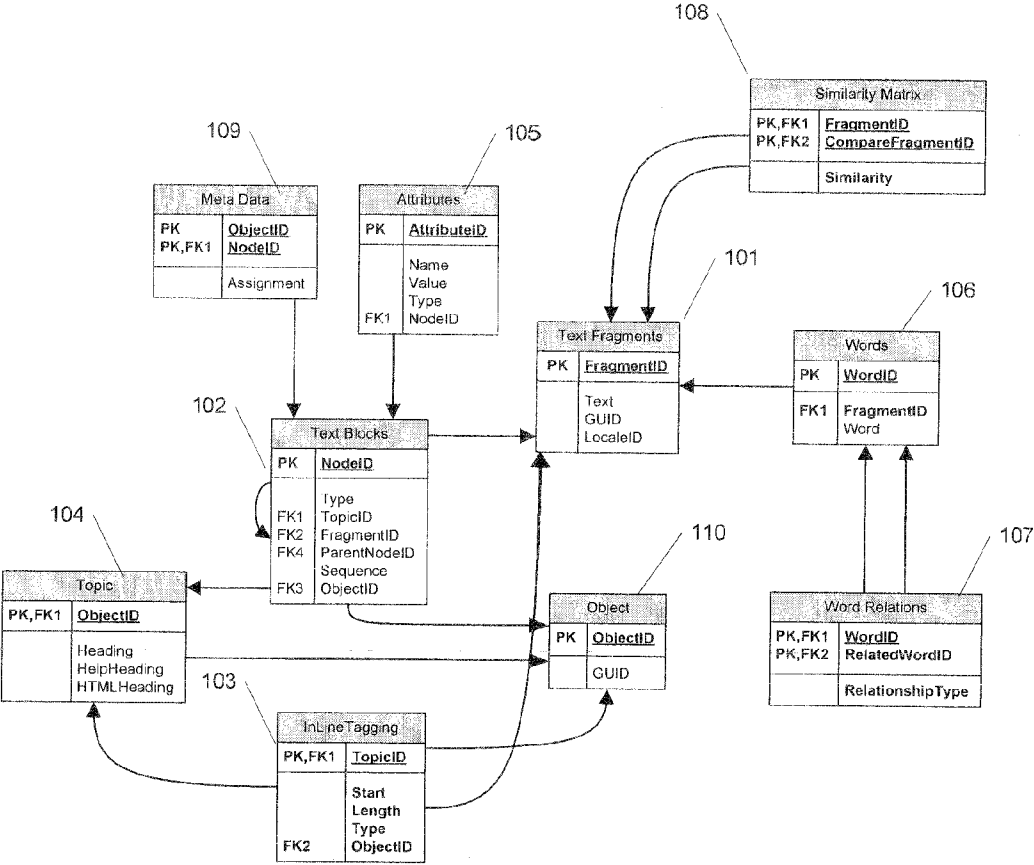 108
Similarity Matrix
PK,FK1 FragmentID
PK,FK2 CompareFragmentID
Similarity
109
Meta Data
PK ObjectID
PK,FK1 NodeID
Assignment
105
Attributes
PK AttributeID
Name
Value
Type
FK1 NodeID
101
Text Fragments
PK FragmentID
Text
GUID
LocaleID
106
Words
PK WordID
FK1 FragmentID
Word
102
Text Blocks
PK NodeID
Type
FK1 TopicID
FK2 FragmentID
FK4 ParentNodeID
Sequence
FK3 ObjectID
104
Topic
PK,FK1 ObjectID
Heading
HelpHeading
HTMLHeading
110
Object
PK ObjectID
GUID
107
Word Relations
PK,FK1 WordID
PK,FK2 RelatedWordID
RelationshipType
103
InLineTagging
PK,FK1 TopicID
Start
Length
Type
FK2 ObjectID